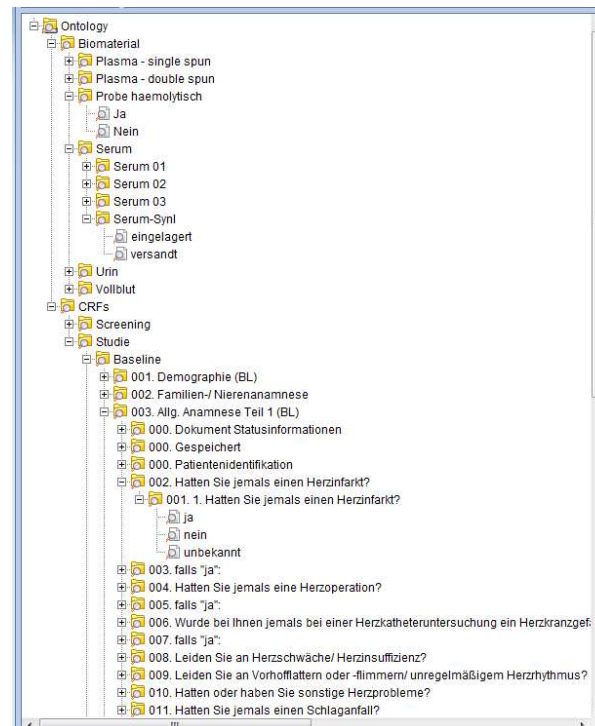 Ontology
Biomaterial
Plasma - single spun
Plasma - double spun
Probe haemolytisch
Ja
Nein
Serum
Serum 01
Serum 02
Serum 03
Serum-Synl
eingelagert
versandt
Urin
Vollblut
CRFs
Screening
Studie
Baseline
001. Demographie (BL)
002. Familien-/ Nierenanamnese
003. Allg. Anamnese Teil 1 (BL)
000. Dokument Statusinformationen
000. Gespeichert
000. Patientenidentifikation
002. Hatten Sie jemals einen Herzinfarkt?
001. 1. Hatten Sie jemals einen Herzinfarkt?
ja
nein
unbekannt
003. falls "ja":
004. Hatten Sie jemals eine Herzoperation?
005. falls "ja":
006. Wurde bei Ihnen jemals bei einer Herzkatheteruntersuchung ein Herzkranzgefä
007. falls "ja":
008. Leiden Sie an Herzschwäche/ Herzinsuffizienz?
009. Leiden Sie an Vorhofflattern oder -flimmern/ unregelmäßigem Herzrhythmus?
010. Hatten oder haben Sie sonstige Herzprobleme?
011. Hatten Sie jemals einen Schlaganfall?